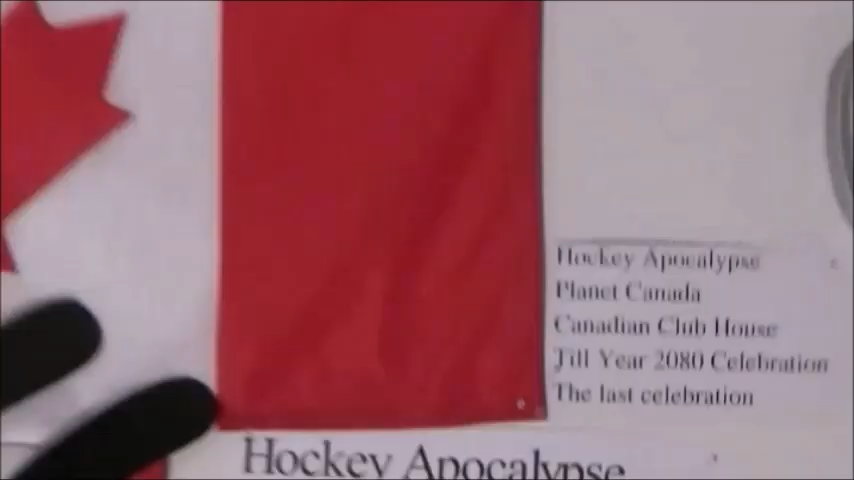 Hockey Apocalypse
Planet Canada
Canadian Club House
Till Year 2080 Celebration
The last celebration
Hockey Apocalypse